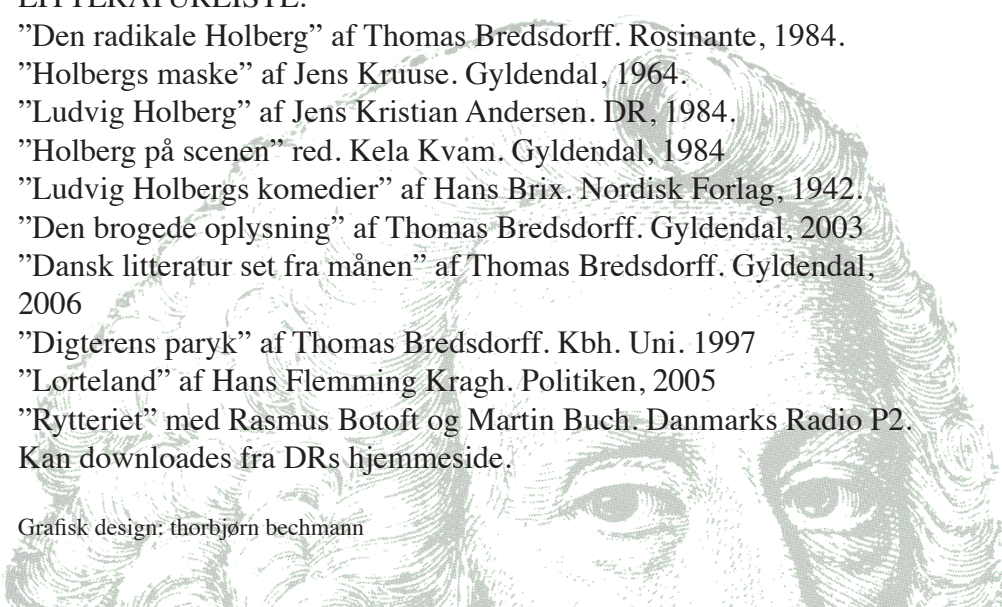 LITTERATURLISTE:
”Den radikale Holberg” af Thomas Bredsdorff. Rosinante, 1984.
”Holbergs maske” af Jens Kruuse. Gyldendal, 1964.
”Ludvig Holberg” af Jens Kristian Andersen. DR, 1984.
”Holberg på scenen” red. Kela Kvam. Gyldendal, 1984
”Ludvig Holbergs komedier” af Hans Brix. Nordisk Forlag, 1942.
”Den brogede oplysning” af Thomas Bredsdorff. Gyldendal, 2003
”Dansk litteratur set fra månen” af Thomas Bredsdorff. Gyldendal,
2006
”Digterens paryk” af Thomas Bredsdorff. Kbh. Uni. 1997
”Lorteland” af Hans Flemming Kragh. Politiken, 2005
”Rytteriet” med Rasmus Botoft og Martin Buch. Danmarks Radio P2.
Kan downloades fra DRs hjemmeside.
Grafisk design: thorbjørn bechmann